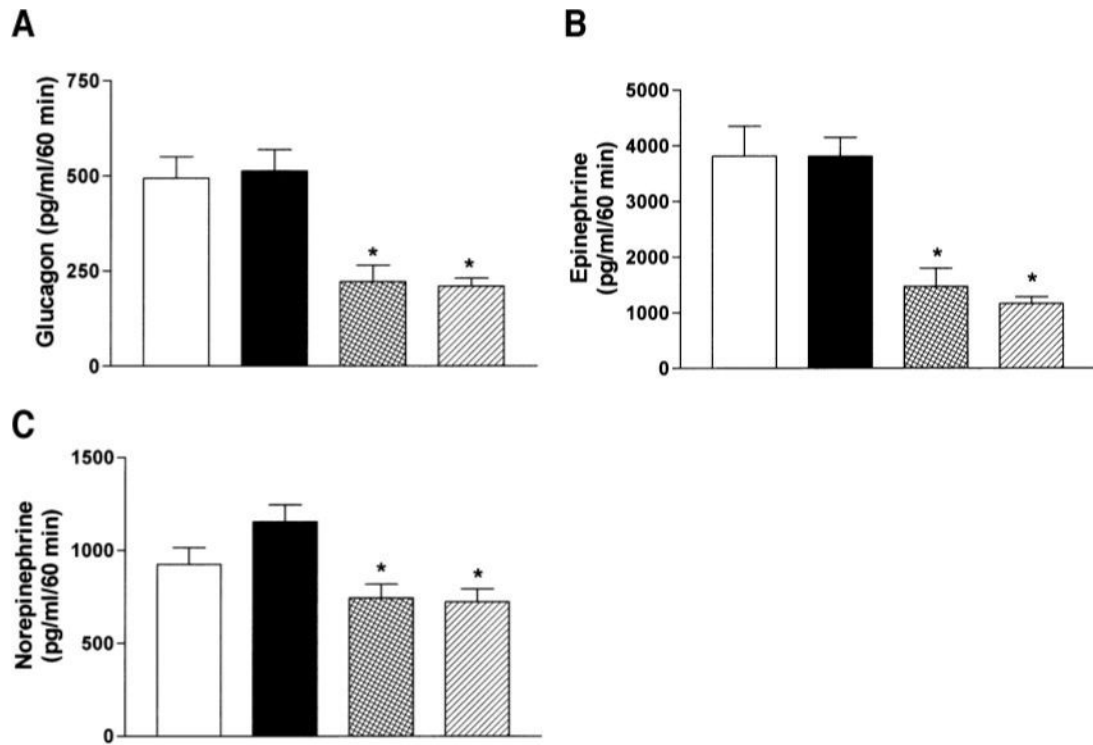 A
Glucagon (pg/ml/60 min)
750
500
250
0
*
*
B
Epinephrine
(pg/ml/60 min)
5000
4000
3000
2000
1000
0
*
*
C
Norepinephrine
(pg/ml/60 min)
1500
1000
500
0
*
*